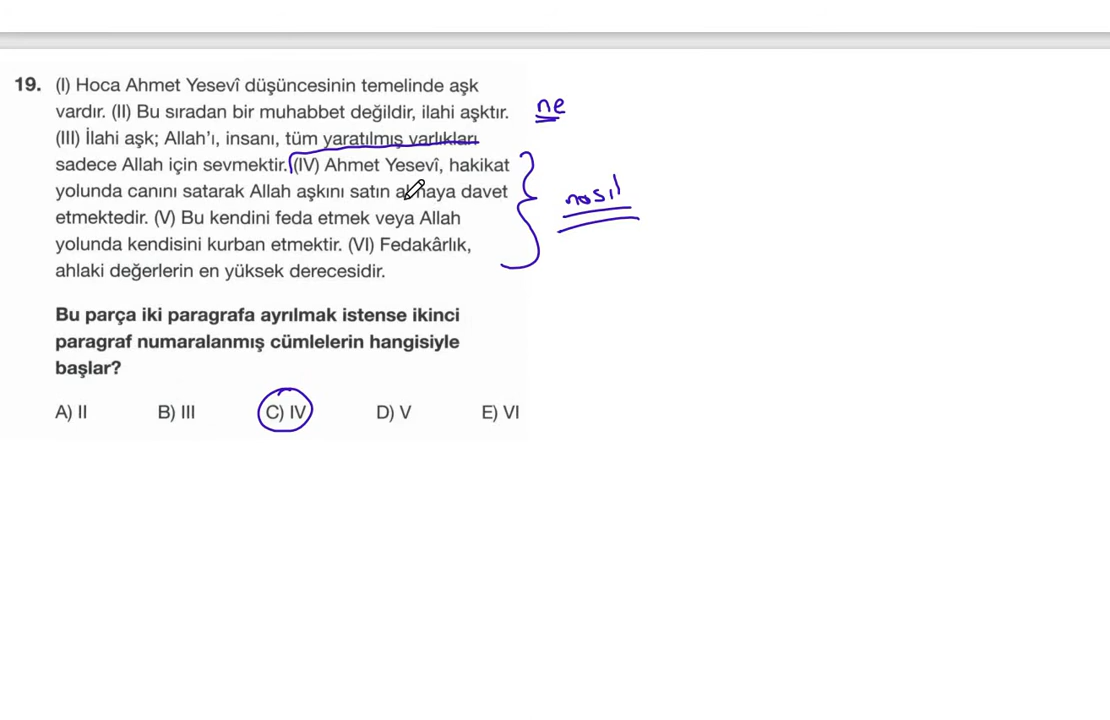 19. (I) Hoca Ahmet Yesevî düşüncesinin temelinde aşk
vardır. (II) Bu sıradan bir muhabbet değildir, ilahi aşktır.
ne
(III) İlahi aşk; Allah'ı, insanı, tüm yaratılmış varlıkları
sadece Allah için sevmektir. (IV) Ahmet Yesevî, hakikat
yolunda canını satarak Allah aşkını satın almaya davet
nasıl
etmektedir. (V) Bu kendini feda etmek veya Allah
yolunda kendisini kurban etmektir. (VI) Fedakârlık,
ahlaki değerlerin en yüksek derecesidir.
Bu parça iki paragrafa ayrılmak istense ikinci
paragraf numaralanmış cümlelerin hangisiyle
başlar?
A) II B) III C) IV D) V E) VI